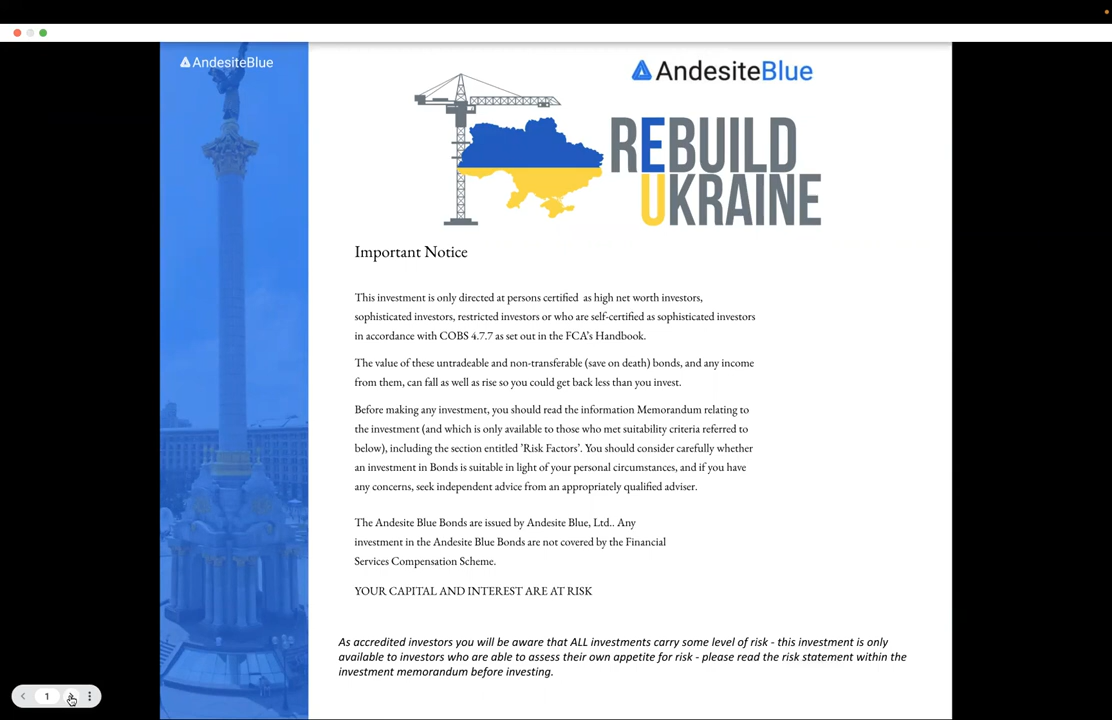 AndesiteBlue
AndesiteBlue
REBUILD
UKRAINE
Important Notice
This investment is only directed at persons certified as high net worth investors,
sophisticated investors, restricted investors or who are self-certified as sophisticated investors
in accordance with COBS 4.7.7 as set out in the FCA's Handbook.
The value of these untradeable and non-transferable (save on death) bonds, and any income
from them, can fall as well as rise so you could get back less than you invest.
Before making any investment, you should read the information Memorandum relating to
the investment (and which is only available to those who met suitability criteria referred to
below), including the section entitled 'Risk Factors'. You should consider carefully whether
an investment in Bonds is suitable in light of your personal circumstances, and if you have
any concerns, seek independent advice from an appropriately qualified adviser.
The Andesite Blue Bonds are issued by Andesite Blue, Ltd.. Any
investment in the Andesite Blue Bonds are not covered by the Financial
Services Compensation Scheme.
YOUR CAPITAL AND INTEREST ARE AT RISK
As accredited investors you will be aware that ALL investments carry some level of risk - this investment is only
available to investors who are able to assess their own appetite for risk - please read the risk statement within the
investment memorandum before investing.
1